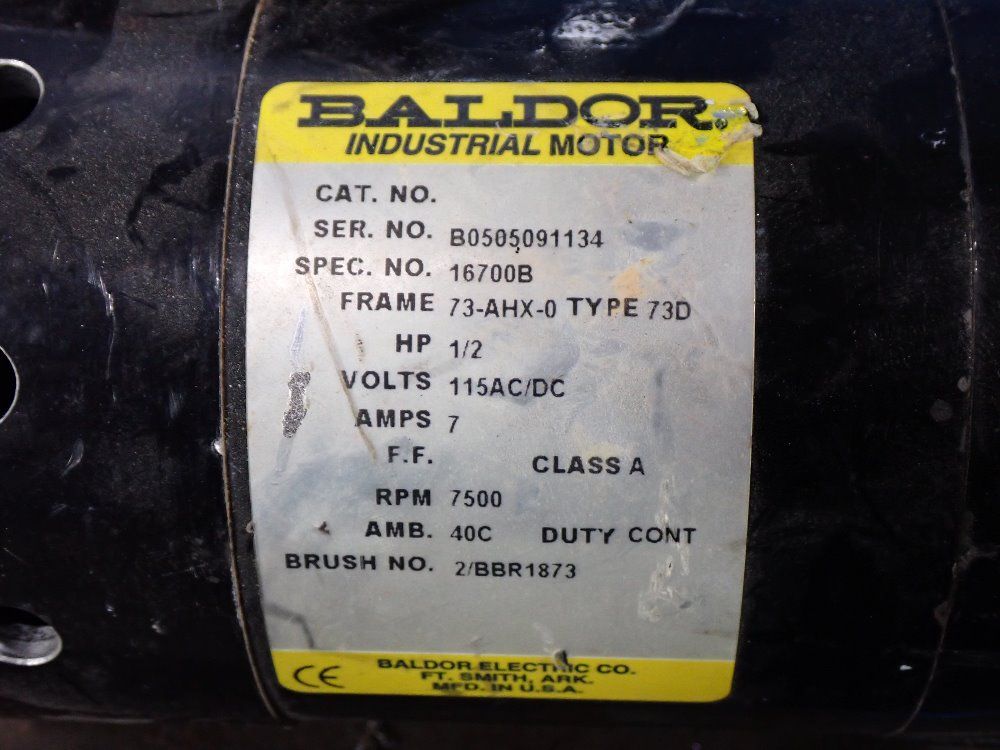 BALDOR®
INDUSTRIAL MOTOR
CAT. NO.
SER. NO. B0505091134
SPEC. NO. 16700B
FRAME 73-AHX-0 TYPE 73D
HP 1/2
VOLTS 115AC/DC
AMPS 7
F.F. CLASS A
RPM 7500
AMB. 40C DUTY CONT
BRUSH NO. 2/BBR1873
CE BALDOR ELECTRIC CO.
FT. SMITH, ARK.
MFD. IN U.S.A.